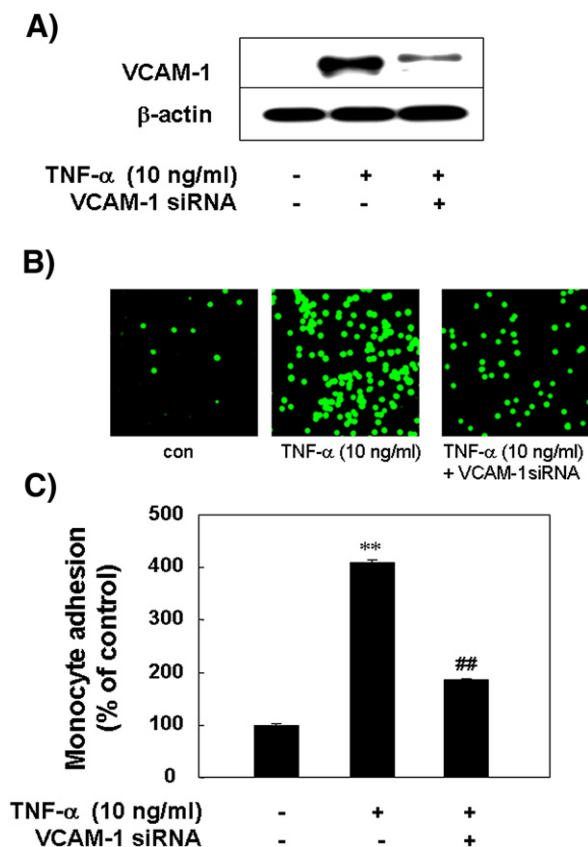 A)
VCAM-1
β-actin
TNF-α (10 ng/ml) - + +
VCAM-1 siRNA - - +
B)
con
TNF-α (10 ng/ml)
TNF-α (10 ng/ml)
+ VCAM-1siRNA
C)
Monocyte adhesion
(% of control)
500
400
300
200
100
0
**
##
TNF-α (10 ng/ml) - + +
VCAM-1 siRNA - - +